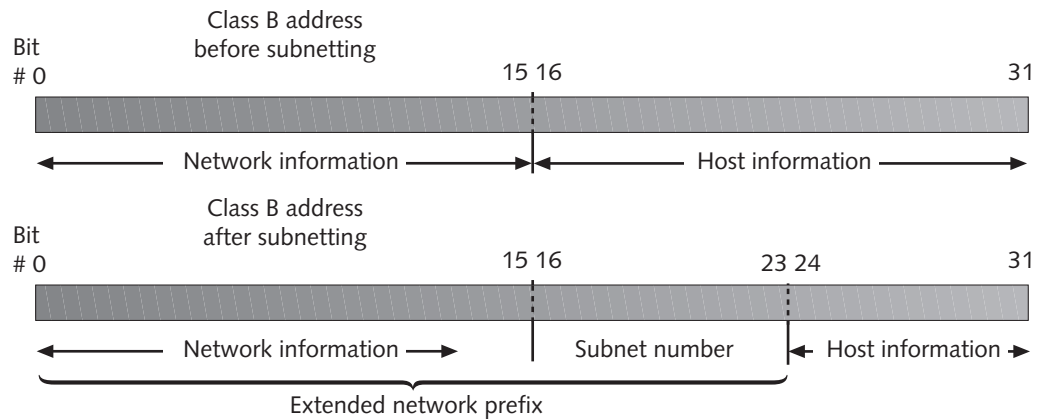 Class B address
before subnetting
Bit
# 0
15 16
31
Network information
Host information
Class B address
after subnetting
Bit
# 0
15 16
23 24
31
Network information
Subnet number
Host information
Extended network prefix